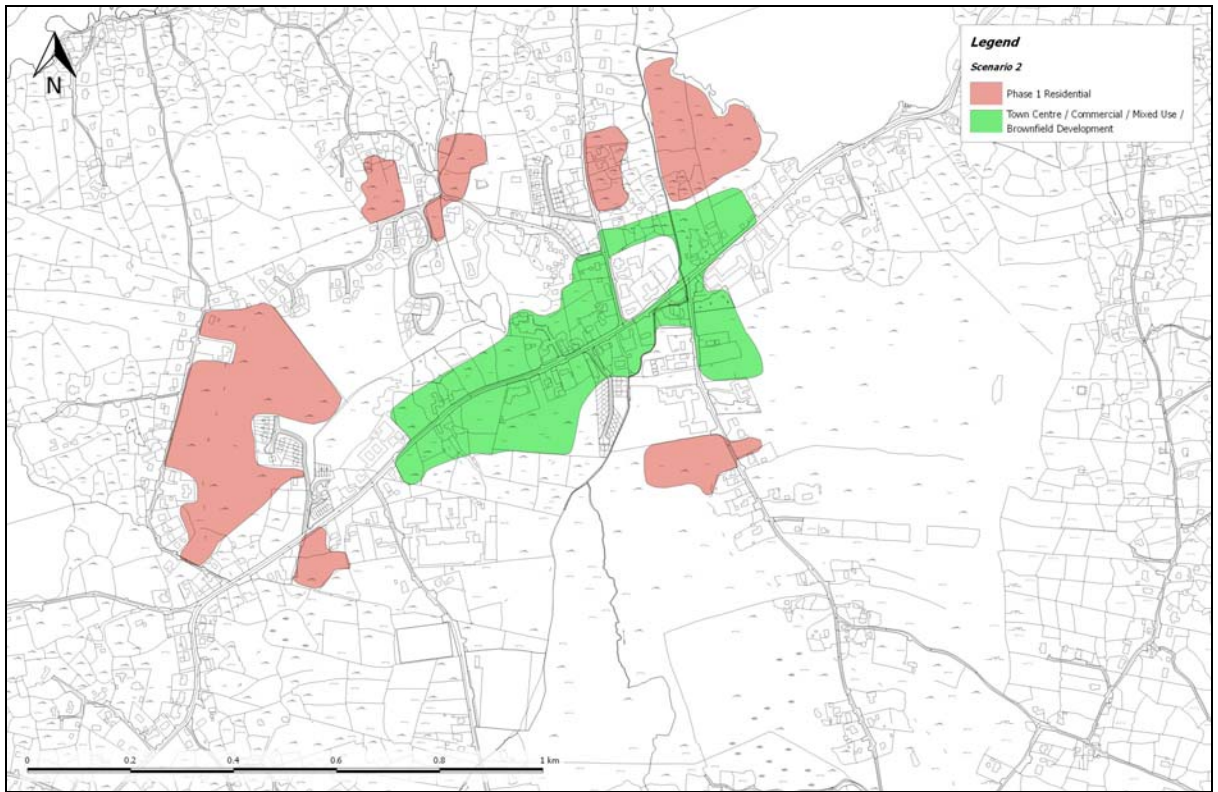 N
Legend
Scenario 2
Phase 1 Residential
Town Centre / Commercial / Mixed Use /
Brownfield Development
0 0.2 0.4 0.6 0.8 1 km